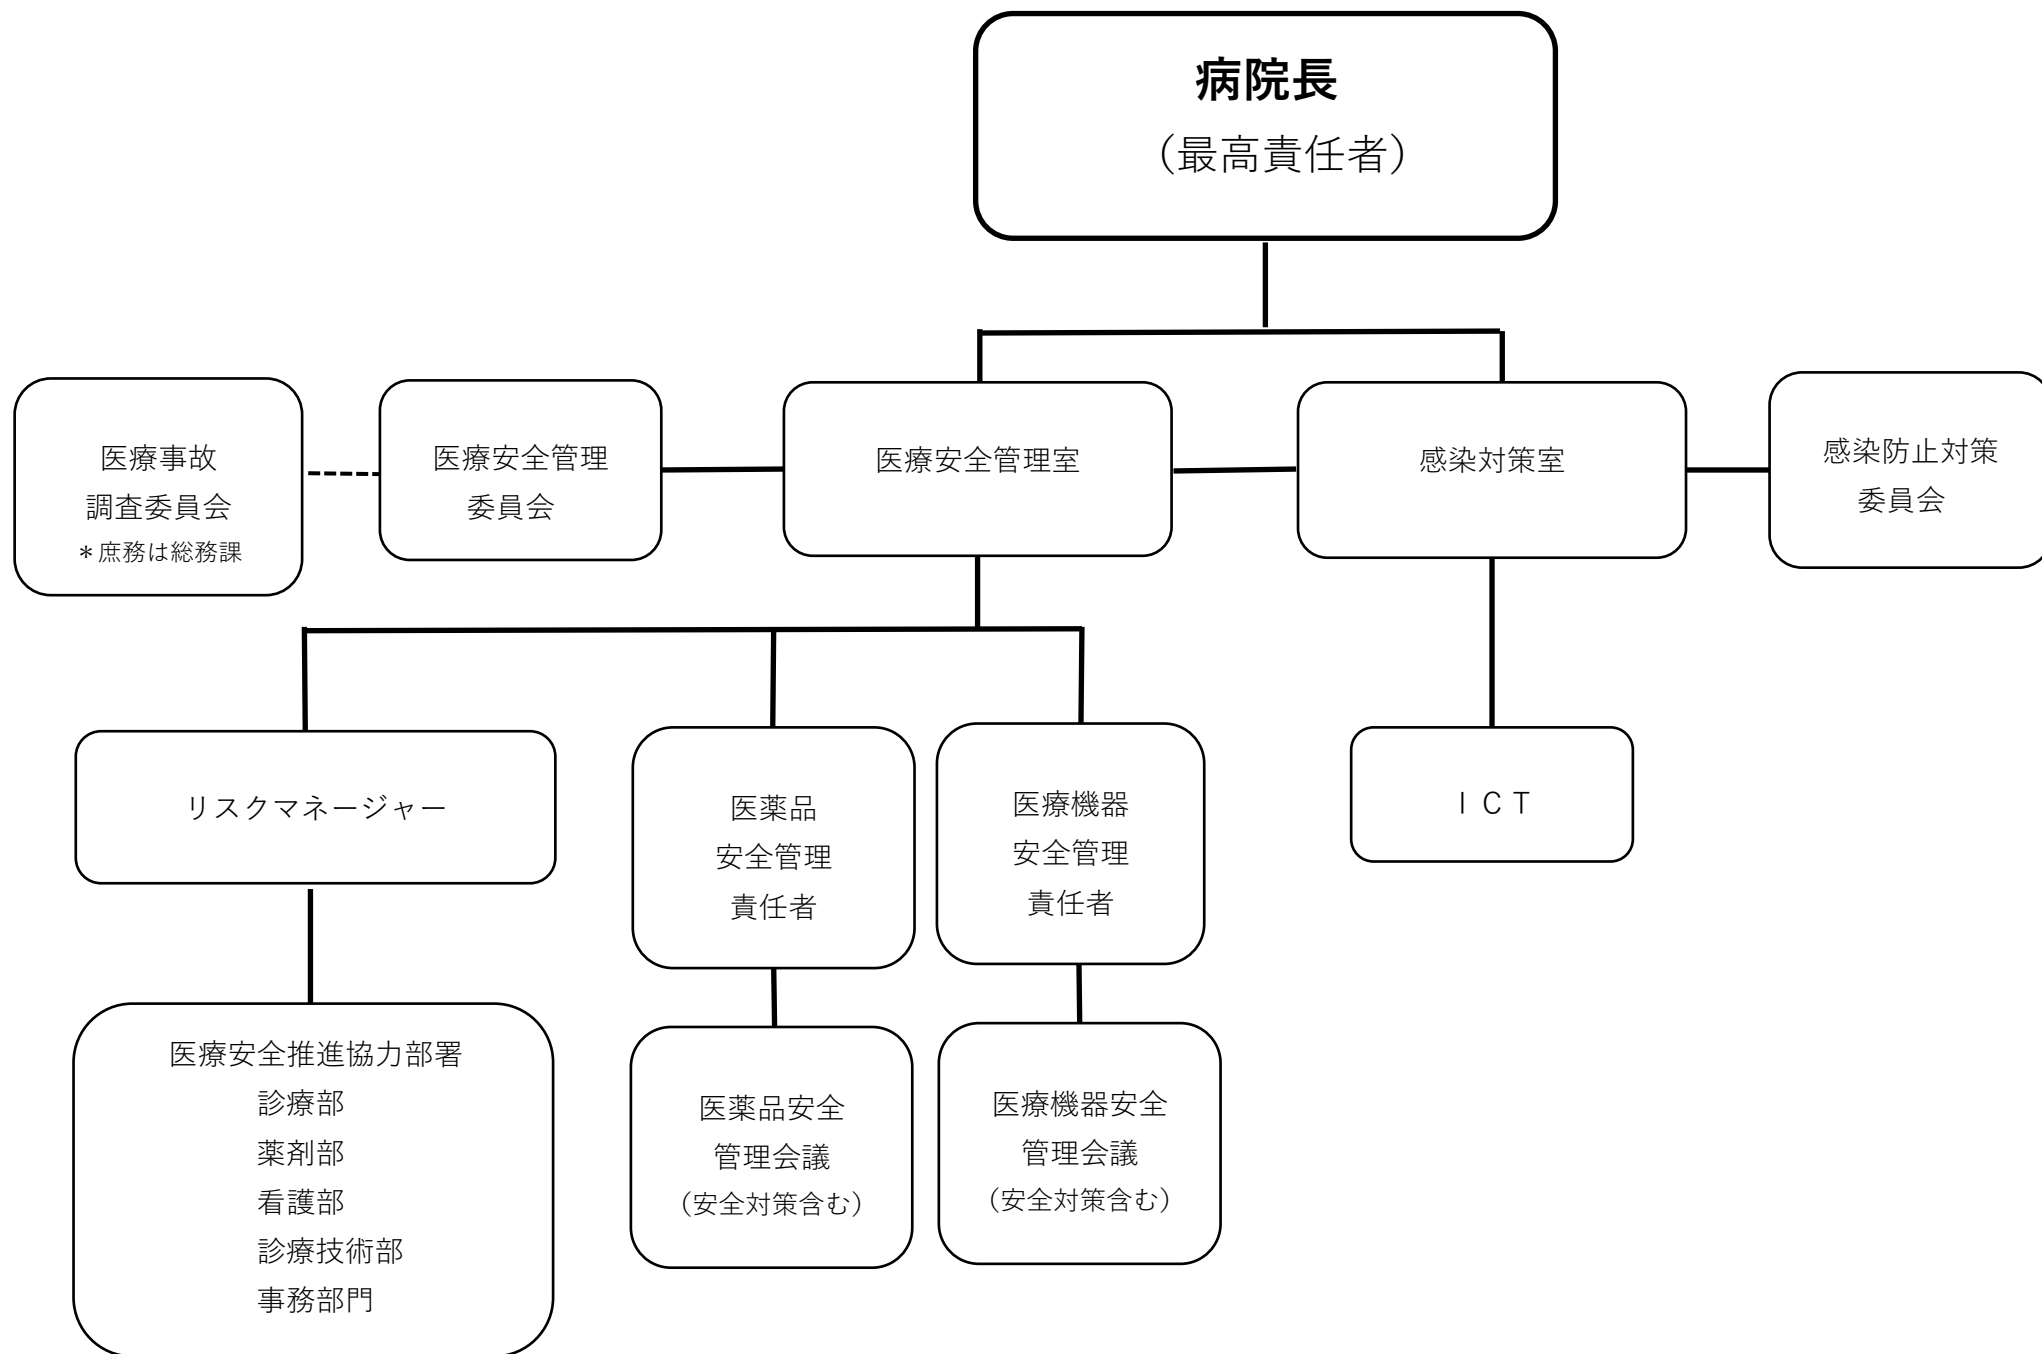 病院長
（最高責任者）
医療事故
調査委員会
＊庶務は総務課
医療安全管理
委員会
医療安全管理室
感染対策室
感染防止対策
委員会
リスクマネージャー
医薬品
安全管理
責任者
医療機器
安全管理
責任者
ＩＣＴ
医療安全推進協力部署
診療部
薬剤部
看護部
診療技術部
事務部門
医薬品安全
管理会議
（安全対策含む）
医療機器安全
管理会議
（安全対策含む）